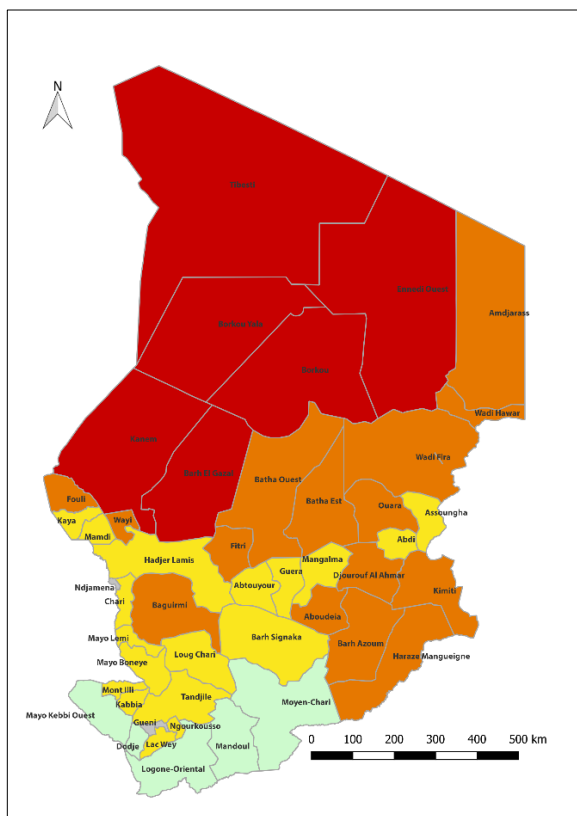 N
Tibesti
Ennedi Ouest
Amdjarass
Borkou Yala
Borkou
Wadi Hawar
Kanem
Barh El Gazel
Wadi Fira
Batha Ouest
Batha Est
Fouli
Ouara
Assoungha
Kaya
Wayi
Mamdi
Abdi
Fitri
Hadjer Lamis
Mangalma
Guera
Djourouf Al Ahmar
Ndjamena
Abtouyour
Kimiti
Chari
Baguirmi
Aboudeia
Mayo Lemi
Barh Signaka
Barh Azoum
Loug Chari
Haraze Mangueigne
Mayo Boneye
Mont Illi
Tandjile
Moyen-Chari
Kabbia
Mayo Kebbi Ouest
Gueni
Ngourkousso
Dodje
Lac Wey
Mandoul
Logone-Oriental
0 100 200 300 400 500 km